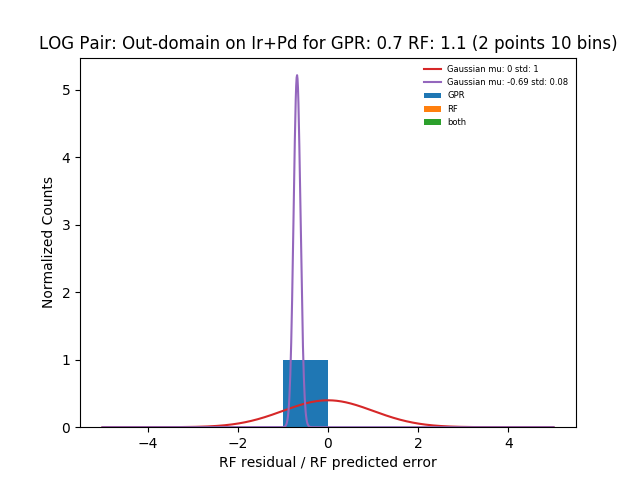 LOG Pair: Out-domain on Ir+Pd for GPR: 0.7 RF: 1.1 (2 points 10 bins)
Gaussian mu: 0 std: 1
Gaussian mu: -0.69 std: 0.08
GPR
RF
both
Normalized Counts
5
4
3
2
1
0
−4
−2
0
2
4
RF residual / RF predicted error